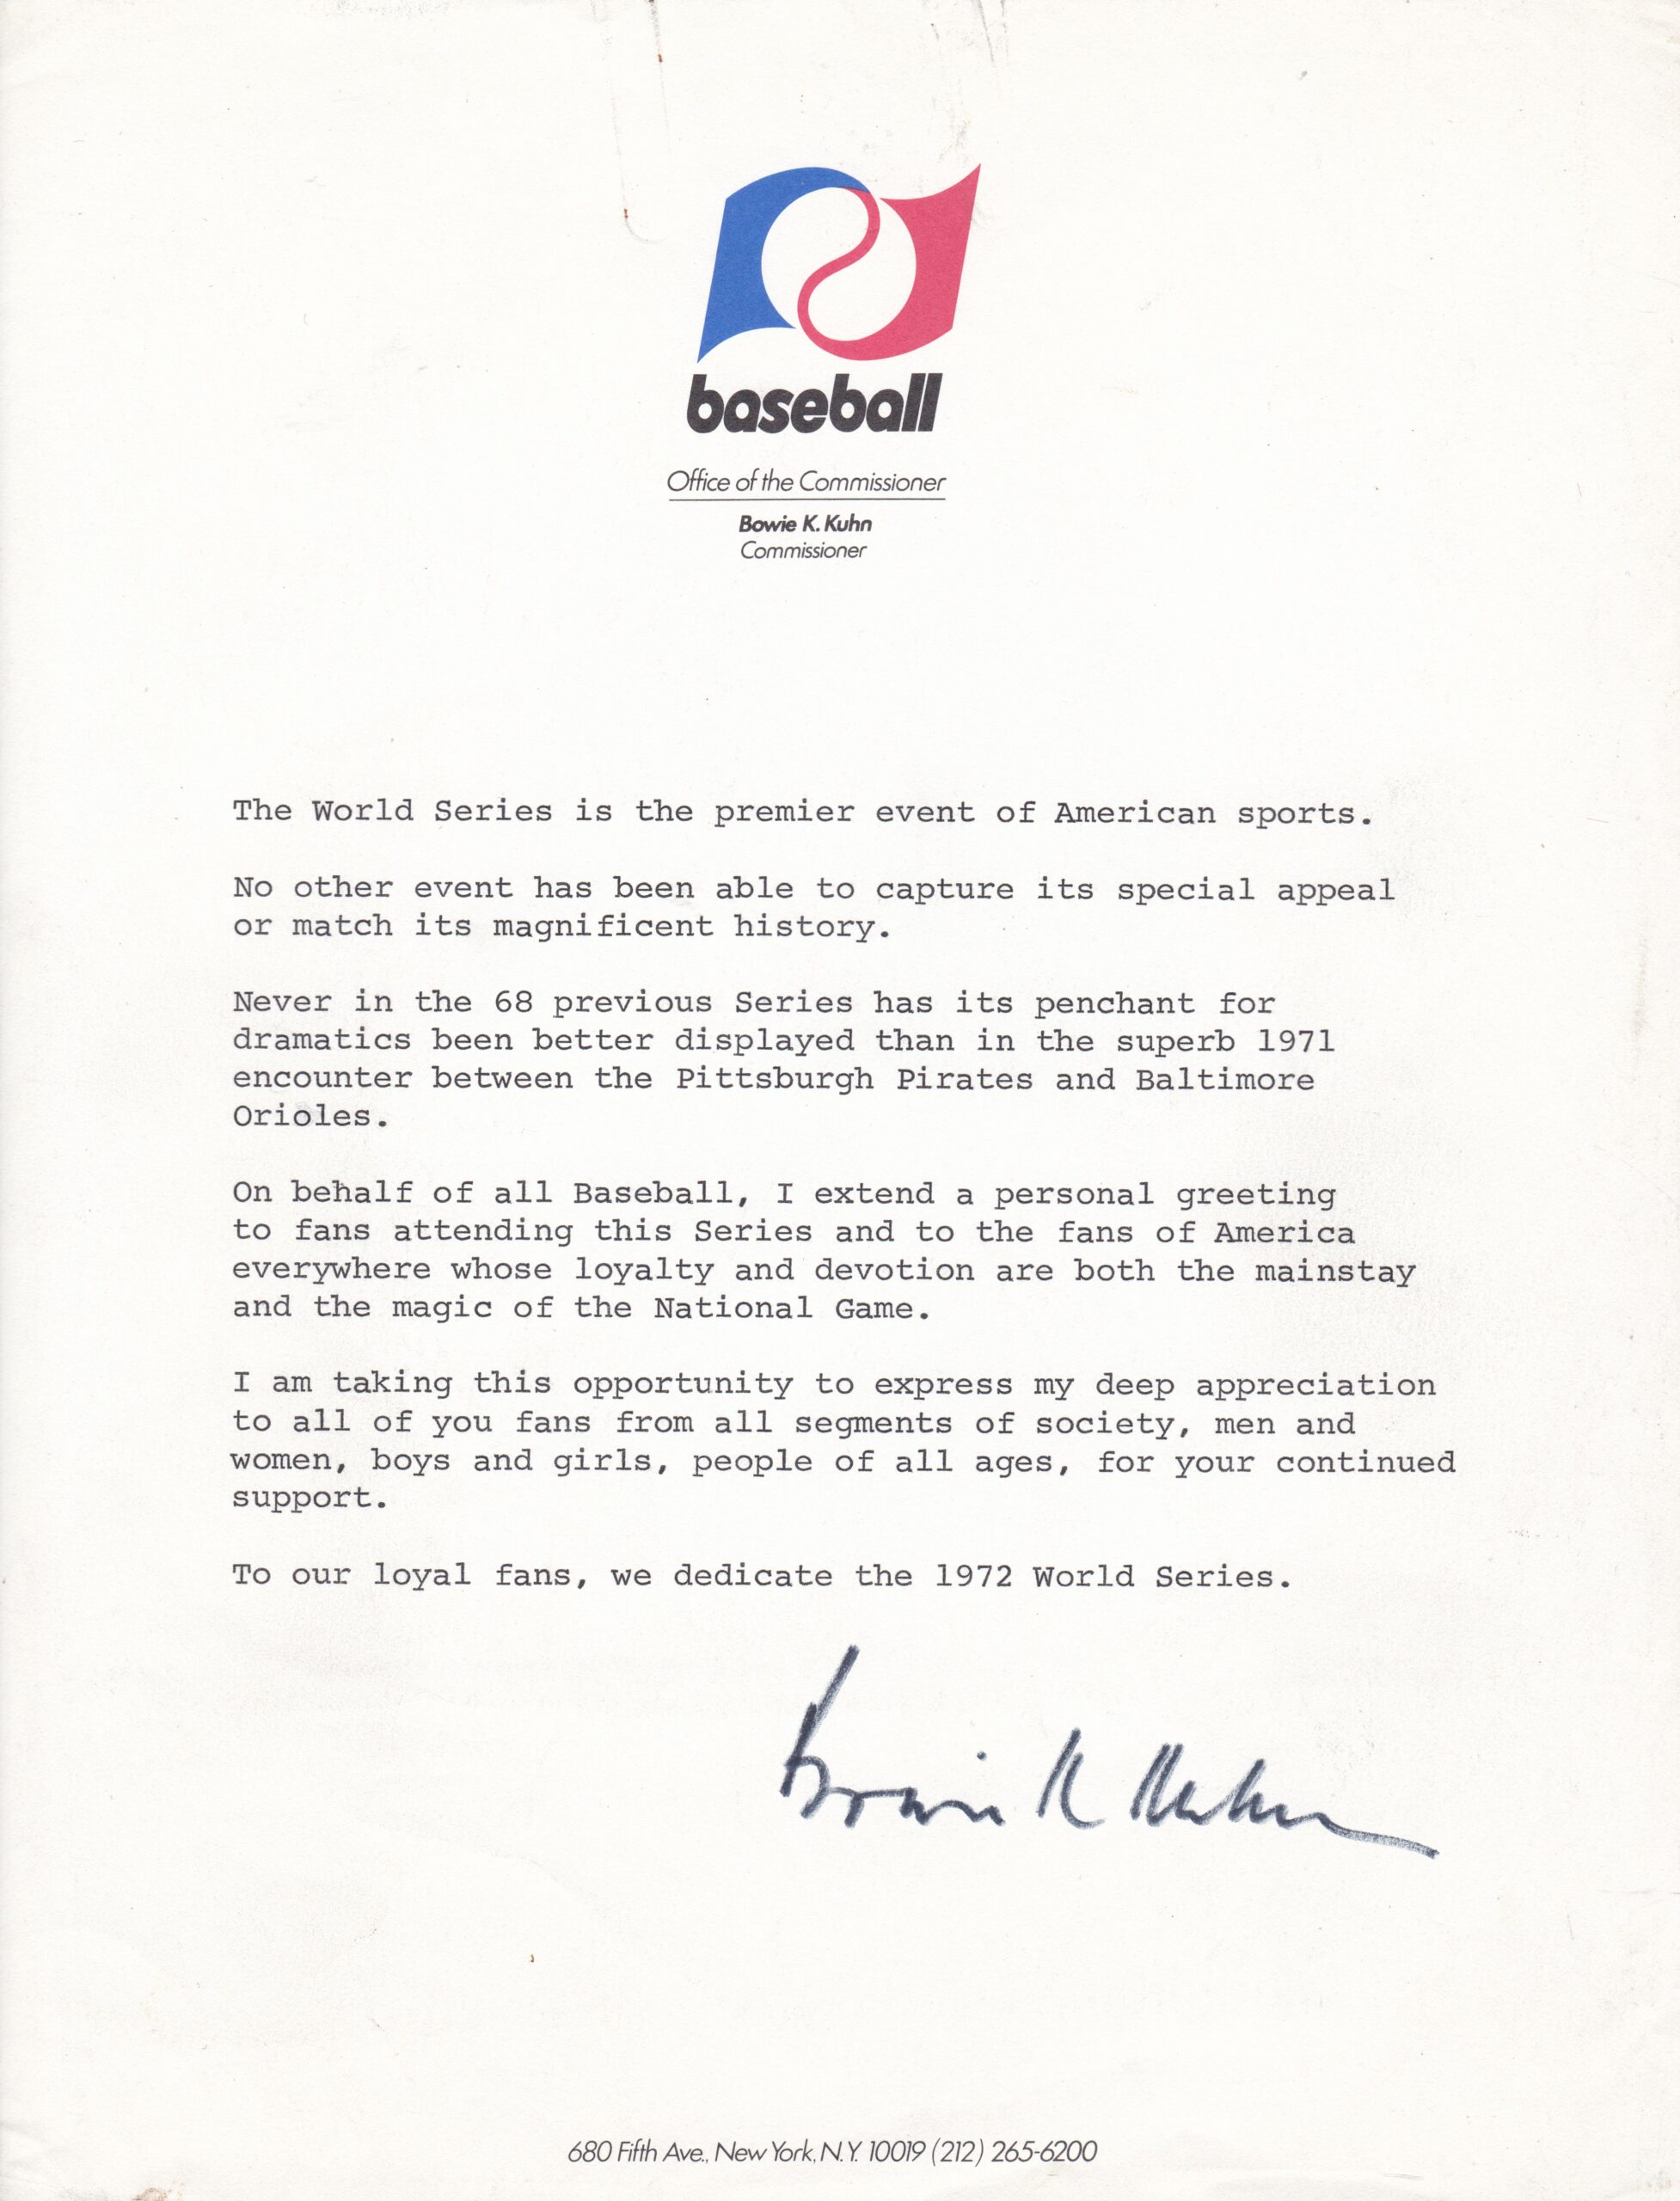 baseball
Office of the Commissioner
Bowie K. Kuhn
Commissioner
The World Series is the premier event of American sports.
No other event has been able to capture its special appeal
or match its magnificent history.
Never in the 68 previous Series has its penchant for
dramatics been better displayed than in the superb 1971
encounter between the Pittsburgh Pirates and Baltimore
Orioles.
On behalf of all Baseball, I extend a personal greeting
to fans attending this Series and to the fans of America
everywhere whose loyalty and devotion are both the mainstay
and the magic of the National Game.
I am taking this opportunity to express my deep appreciation
to all of you fans from all segments of society, men and
women, boys and girls, people of all ages, for your continued
support.
To our loyal fans, we dedicate the 1972 World Series.
Bowie K Kuhn
680 Fifth Ave., New York, N.Y. 10019 (212) 265-6200